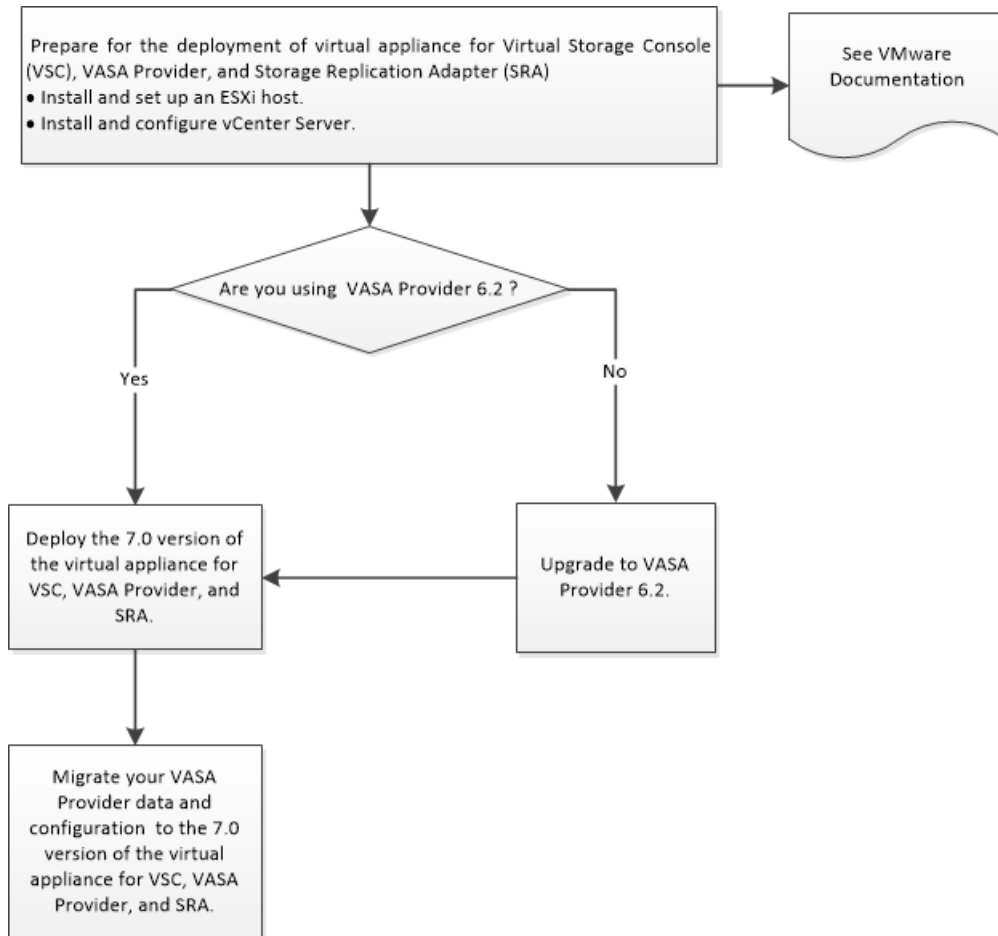 Prepare for the deployment of virtual appliance for Virtual Storage Console
(VSC), VASA Provider, and Storage Replication Adapter (SRA)
• Install and set up an ESXi host.
• Install and configure vCenter Server.
See VMware
Documentation
Are you using VASA Provider 6.2 ?
Yes
No
Deploy the 7.0 version of
the virtual appliance for
VSC, VASA Provider, and
SRA.
Upgrade to VASA
Provider 6.2.
Migrate your VASA
Provider data and
configuration to the 7.0
version of the virtual
appliance for VSC, VASA
Provider, and SRA.